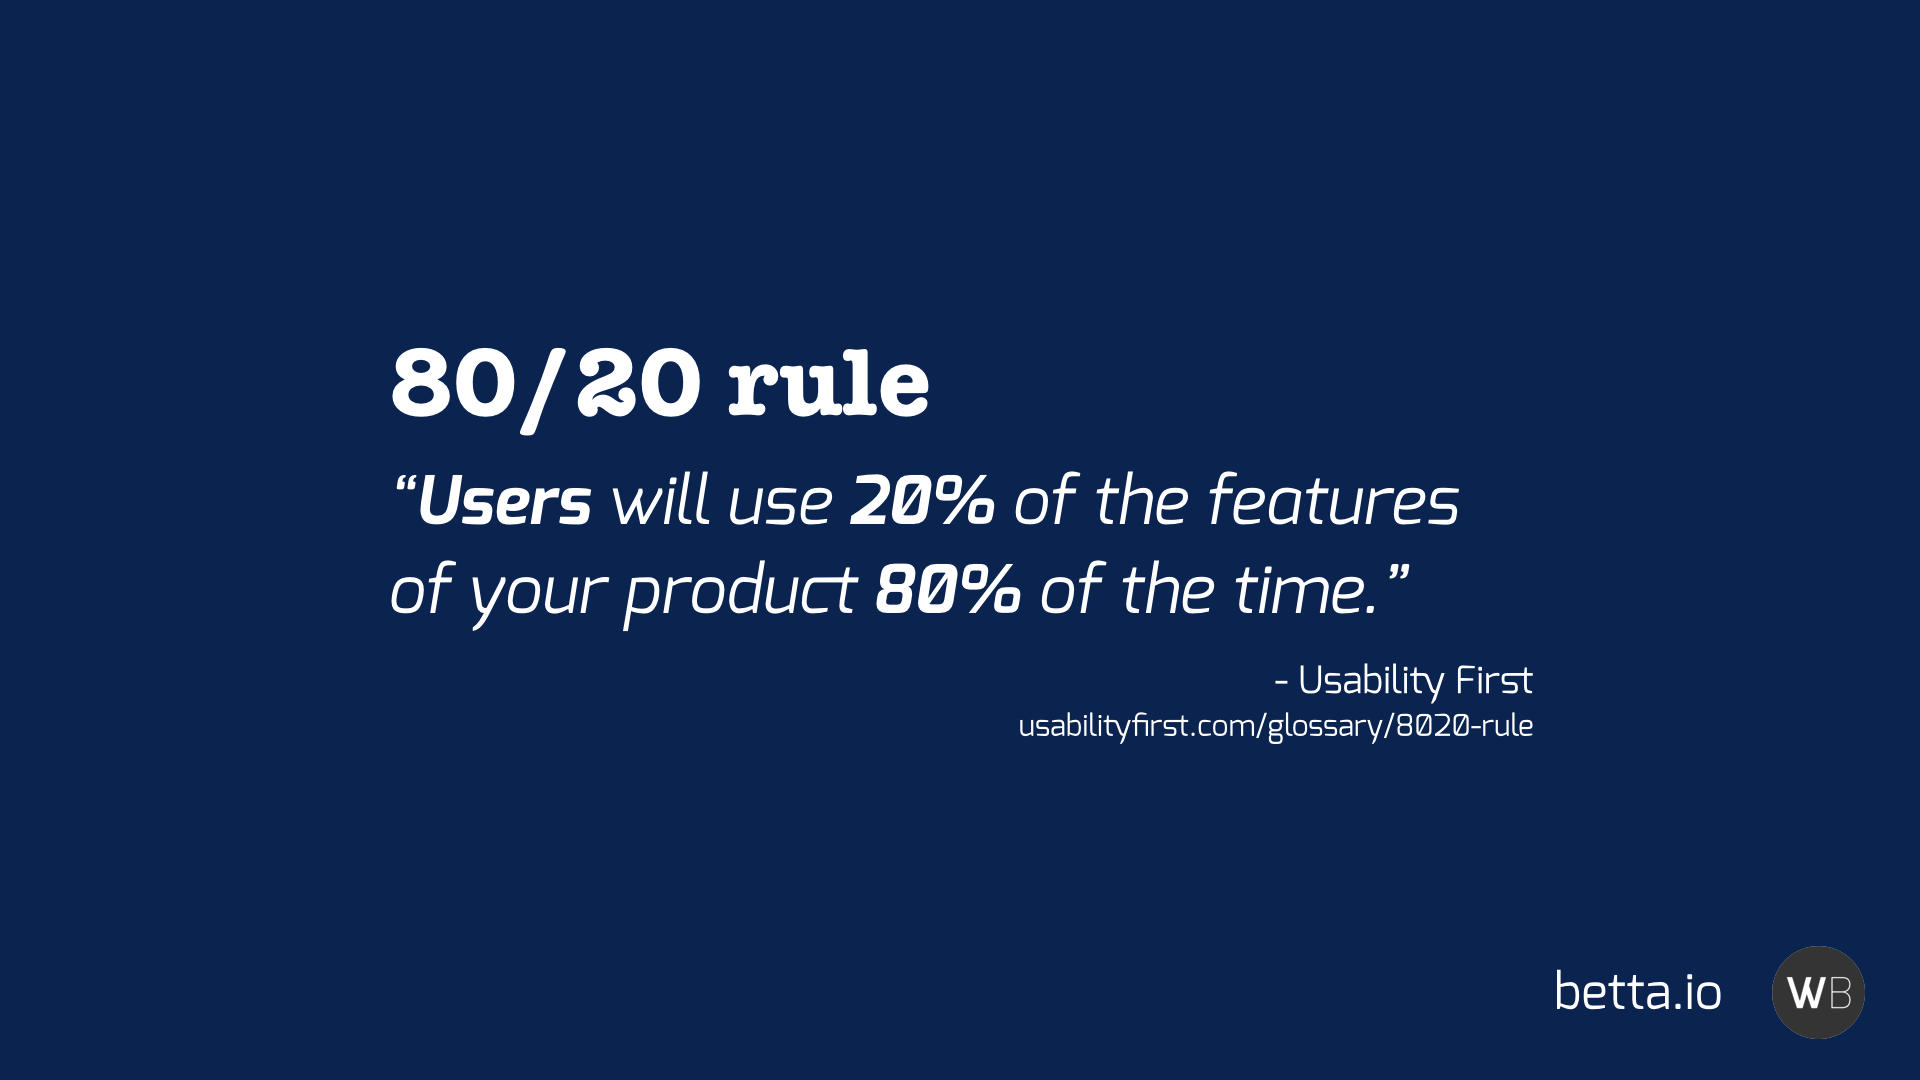 80/20 rule
“Users will use 20% of the features
of your product 80% of the time.”
- Usability First
usabilityfirst.com/glossary/8020-rule
betta.io
WB